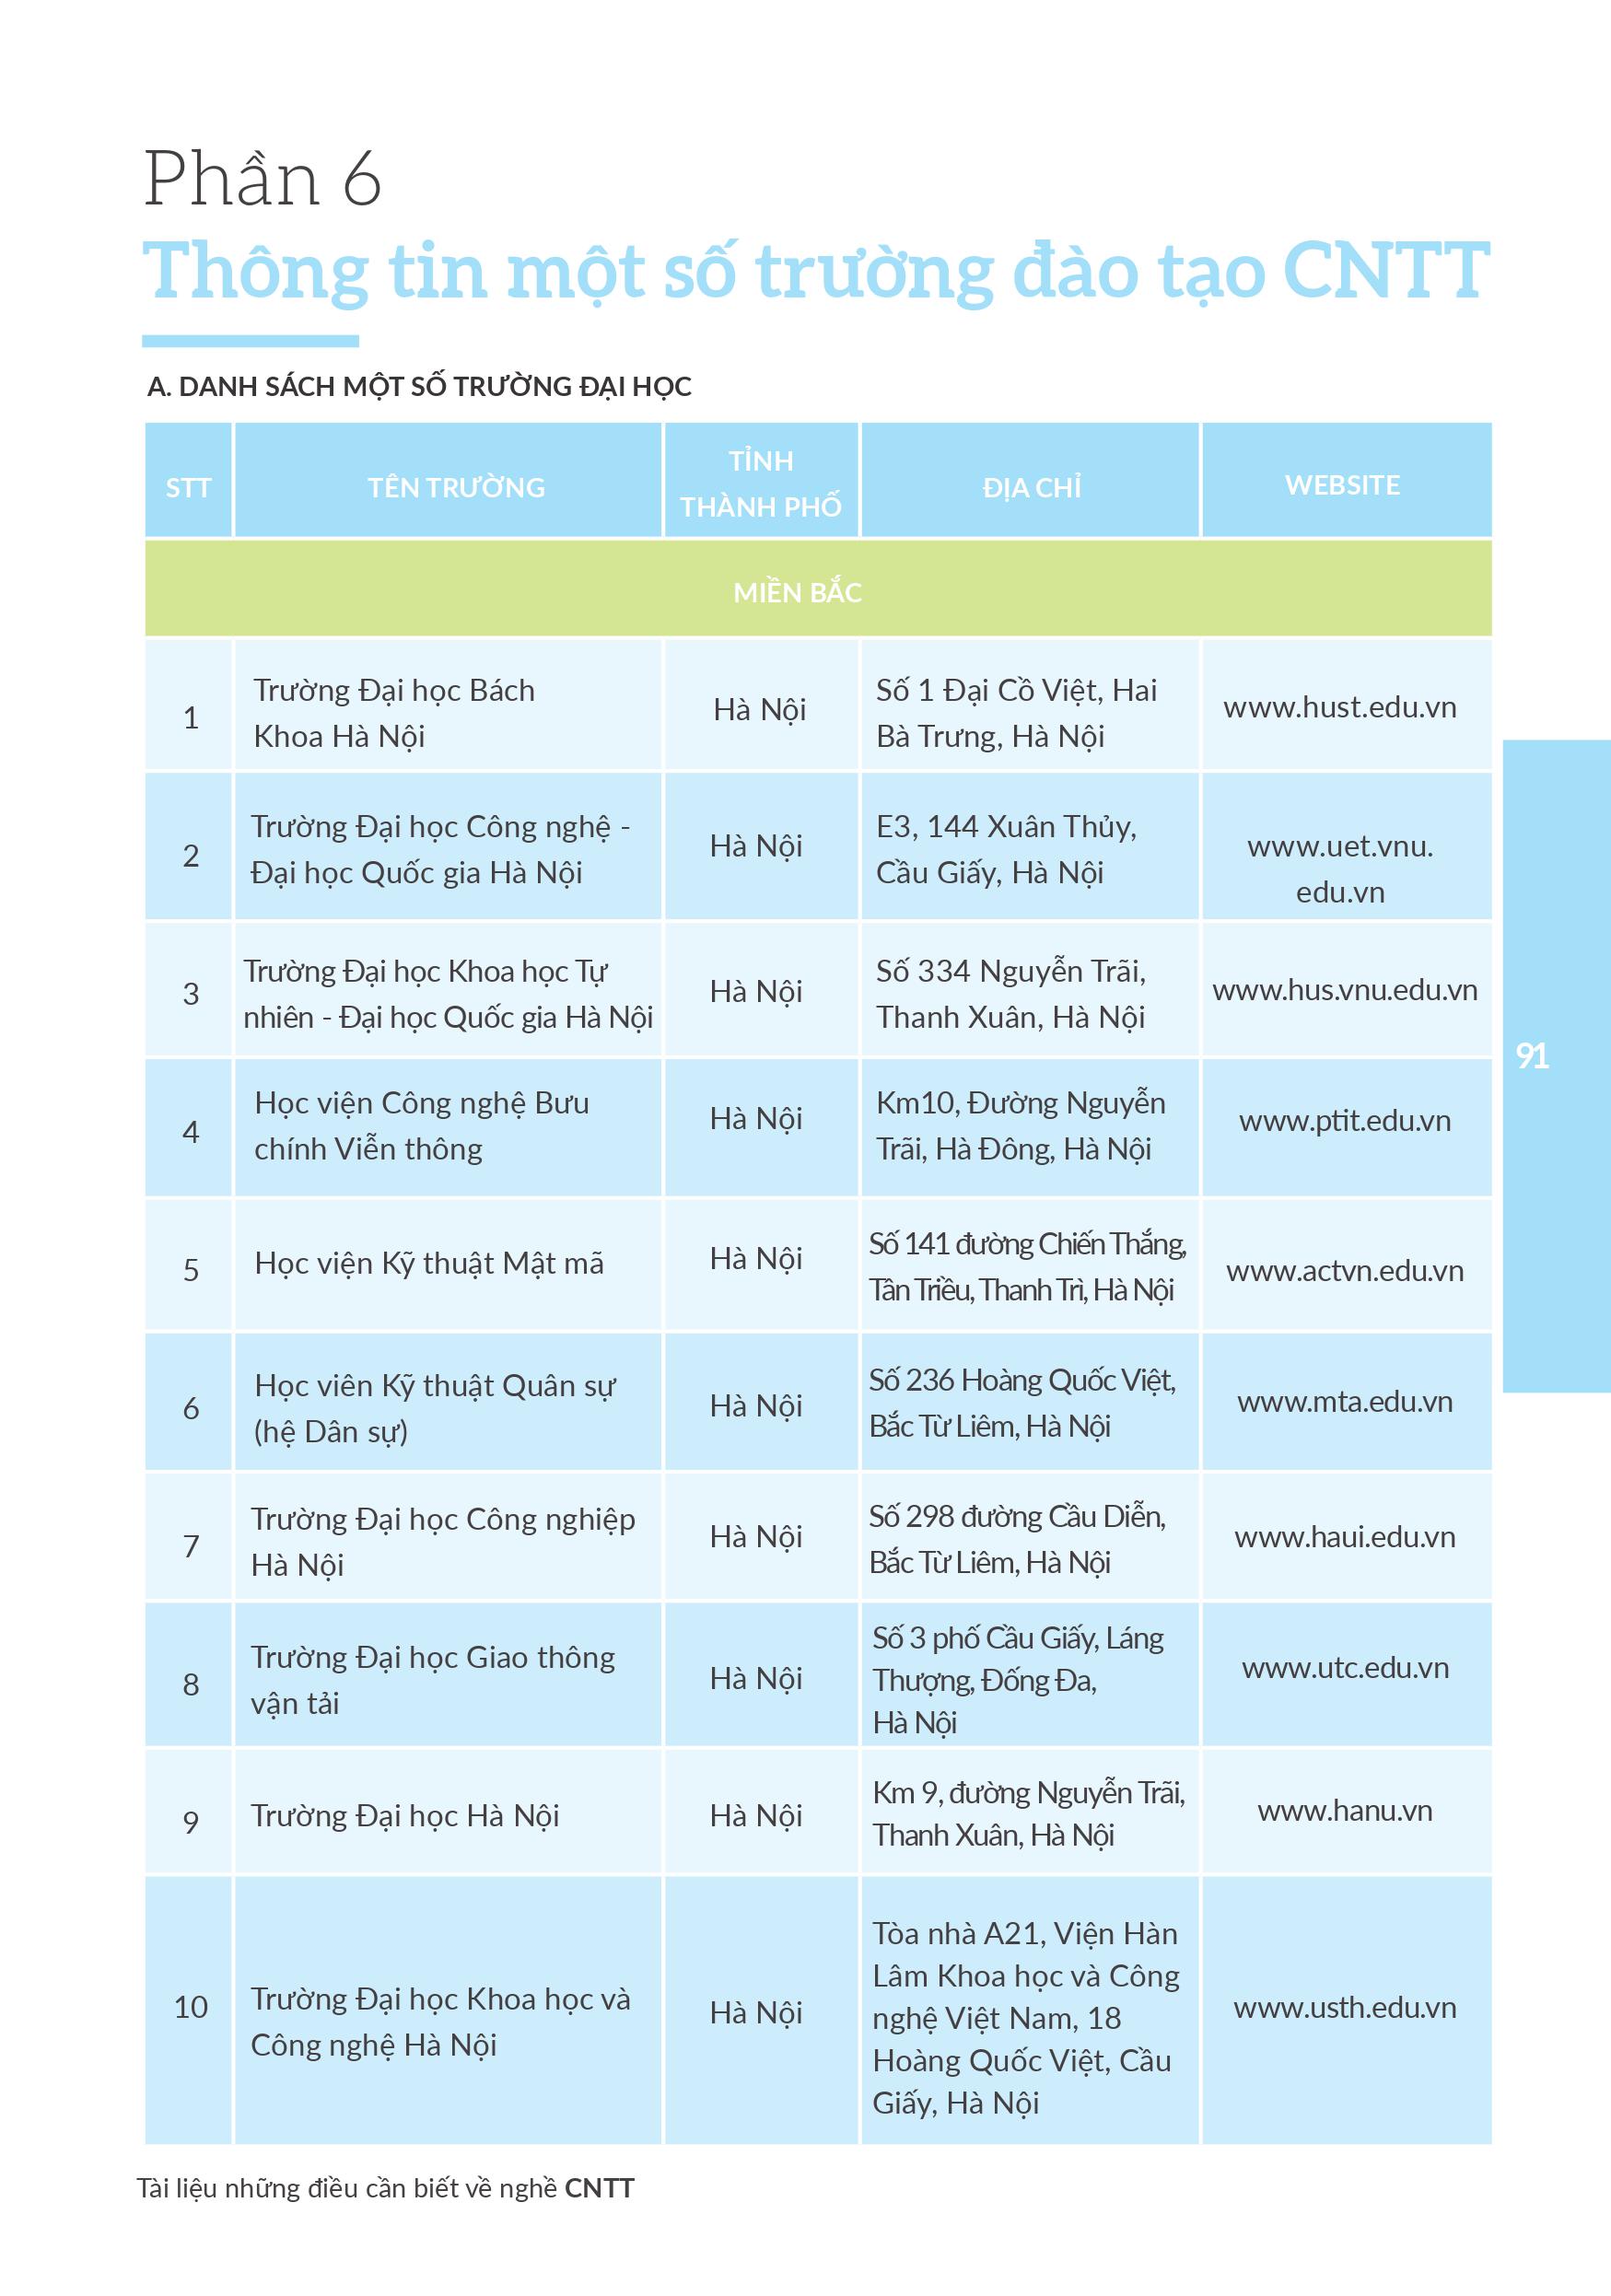 Phần 6
Thông tin một số trường đào tạo CNTT
A. DANH SÁCH MỘT SỐ TRƯỜNG ĐẠI HỌC
STT
TÊN TRƯỜNG
TỈNH
THÀNH PHỐ
ĐỊA CHỈ
WEBSITE
MIỀN BẮC
1
Trường Đại học Bách
Khoa Hà Nội
Hà Nội
Số 1 Đại Cồ Việt, Hai
Bà Trưng, Hà Nội
www.hust.edu.vn
2
Trường Đại học Công nghệ -
Đại học Quốc gia Hà Nội
Hà Nội
E3, 144 Xuân Thủy,
Cầu Giấy, Hà Nội
www.uet.vnu.
edu.vn
3
Trường Đại học Khoa học Tự
nhiên - Đại học Quốc gia Hà Nội
Hà Nội
Số 334 Nguyễn Trãi,
Thanh Xuân, Hà Nội
www.hus.vnu.edu.vn
4
Học viện Công nghệ Bưu
chính Viễn thông
Hà Nội
Km10, Đường Nguyễn
Trãi, Hà Đông, Hà Nội
www.ptit.edu.vn
5
Học viện Kỹ thuật Mật mã
Hà Nội
Số 141 đường Chiến Thắng,
Tân Triều, Thanh Trì, Hà Nội
www.actvn.edu.vn
6
Học viên Kỹ thuật Quân sự
(hệ Dân sự)
Hà Nội
Số 236 Hoàng Quốc Việt,
Bắc Từ Liêm, Hà Nội
www.mta.edu.vn
7
Trường Đại học Công nghiệp
Hà Nội
Hà Nội
Số 298 đường Cầu Diễn,
Bắc Từ Liêm, Hà Nội
www.haui.edu.vn
8
Trường Đại học Giao thông
vận tải
Hà Nội
Số 3 phố Cầu Giấy, Láng
Thượng, Đống Đa,
Hà Nội
www.utc.edu.vn
9
Trường Đại học Hà Nội
Hà Nội
Km 9, đường Nguyễn Trãi,
Thanh Xuân, Hà Nội
www.hanu.vn
10
Trường Đại học Khoa học và
Công nghệ Hà Nội
Hà Nội
Tòa nhà A21, Viện Hàn
Lâm Khoa học và Công
nghệ Việt Nam, 18
Hoàng Quốc Việt, Cầu
Giấy, Hà Nội
www.usth.edu.vn
91
Tài liệu những điều cần biết về nghề CNTT